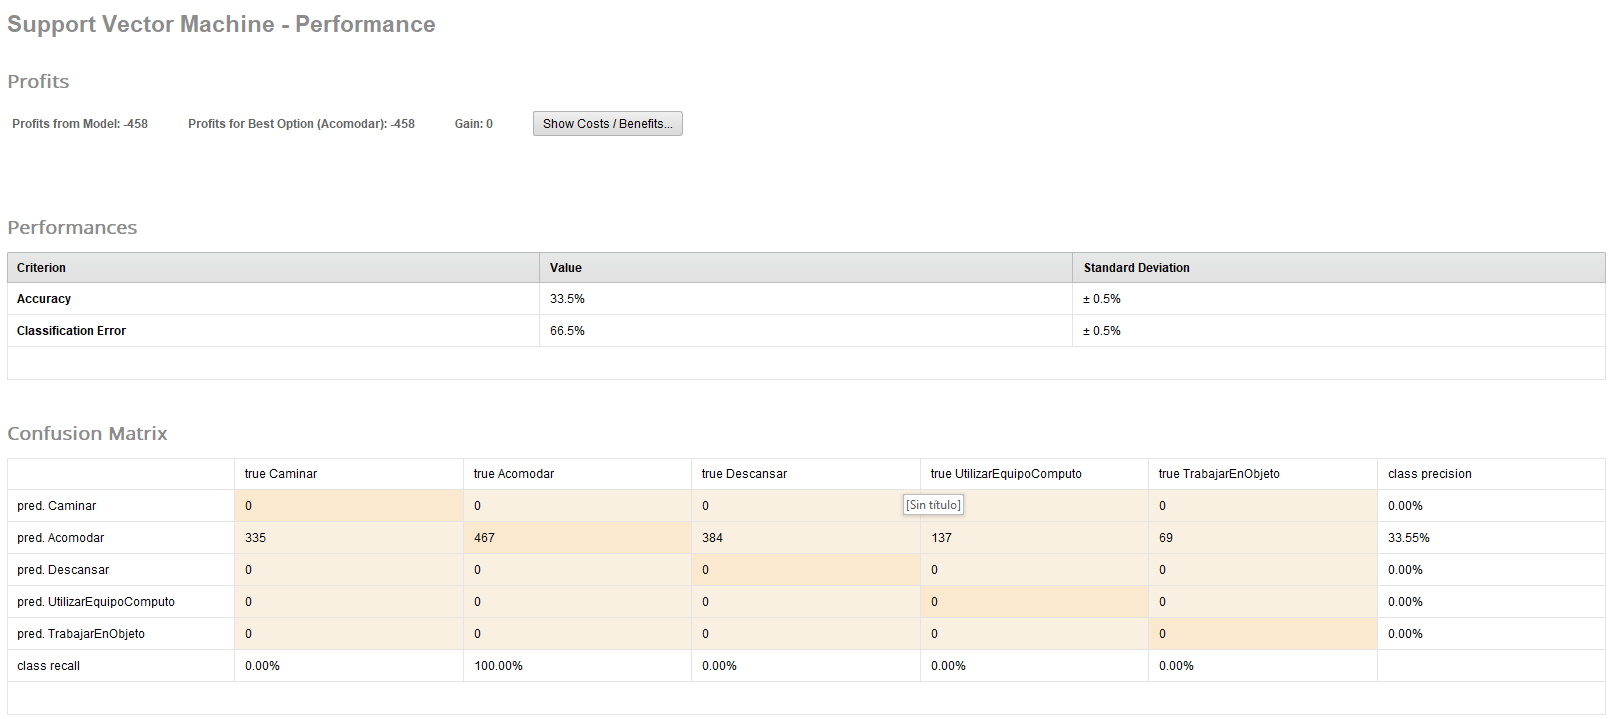 Support Vector Machine - Performance
Profits
Profits from Model: -458 Profits for Best Option (Acomodar): -458 Gain: 0 Show Costs / Benefits...
Performances
Criterion Value Standard Deviation
Accuracy 33.5% ± 0.5%
Classification Error 66.5% ± 0.5%
Confusion Matrix
true Caminar true Acomodar true Descansar true UtilizarEquipoComputo true TrabajarEnObjeto class precision
pred. Caminar 0 0 0 [Sin título] 0 0.00%
pred. Acomodar 335 467 384 137 69 33.55%
pred. Descansar 0 0 0 0 0 0.00%
pred. UtilizarEquipoComputo 0 0 0 0 0 0.00%
pred. TrabajarEnObjeto 0 0 0 0 0 0.00%
class recall 0.00% 100.00% 0.00% 0.00% 0.00%